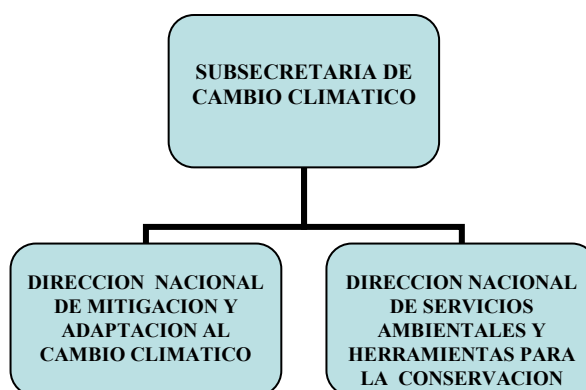 SUBSECRETARIA DE
CAMBIO CLIMATICO
DIRECCION NACIONAL
DE MITIGACION Y
ADAPTACION AL
CAMBIO CLIMATICO
DIRECCION NACIONAL
DE SERVICIOS
AMBIENTALES Y
HERRAMIENTAS PARA
LA CONSERVACION